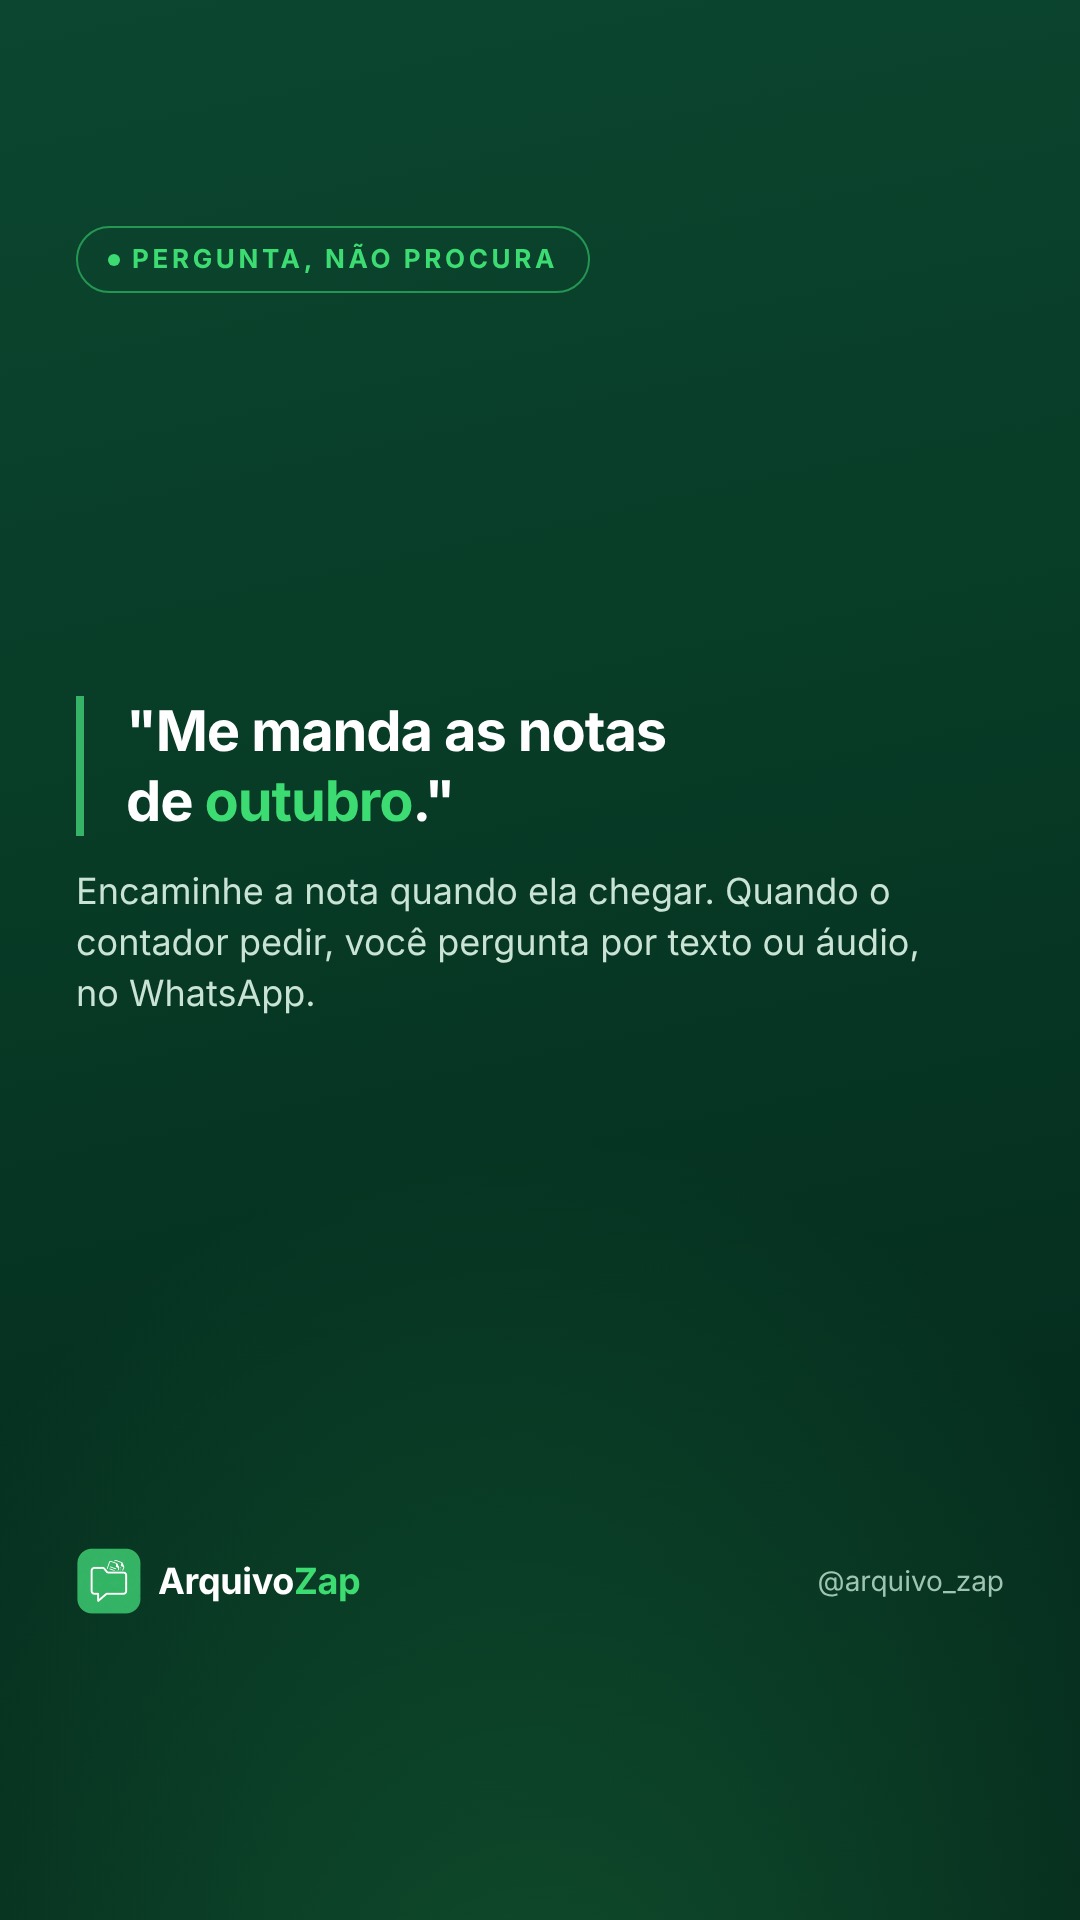 PERGUNTA, NÃO PROCURA
"Me manda as notas
de outubro."
Encaminhe a nota quando ela chegar. Quando o
contador pedir, você pergunta por texto ou áudio,
no WhatsApp.
ArquivoZap
@arquivo_zap